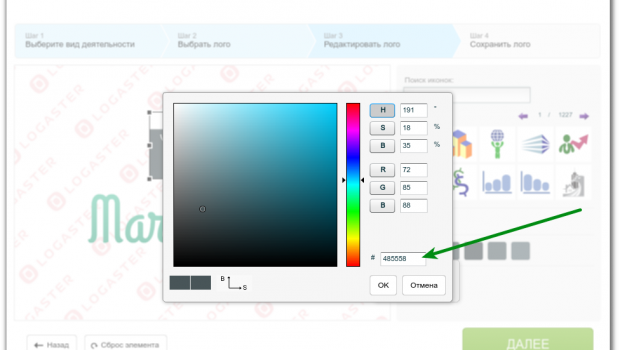 Шаг 1
Выберите вид деятельности
Шаг 2
Выбрать лого
Шаг 3
Редактировать лого
Шаг 4
Сохранить лого
Поиск иконок:
1 / 1227
LOGASTER
Mar
H 191 °
S 18 %
B 35 %
R 72
G 85
B 88
# 485558
B
S
OK
Отмена
Назад
Сброс элемента
ДАЛЕЕ